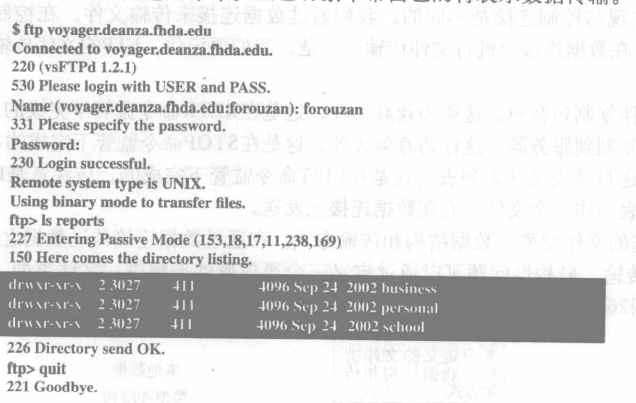 $ ftp voyager.deanza.fhda.edu
Connected to voyager.deanza.fhda.edu.
220 (vsFTPd 1.2.1)
530 Please login with USER and PASS.
Name (voyager.deanza.fhda.edu:forouzan): forouzan
331 Please specify the password.
Password:
230 Login successful.
Remote system type is UNIX.
Using binary mode to transfer files.
ftp> ls reports
227 Entering Passive Mode (153,18,17,11,238,169)
150 Here comes the directory listing.
drwxr-xr-x 2 3027 411 4096 Sep 24 2002 business
drwxr-xr-x 2 3027 411 4096 Sep 24 2002 personal
drwxr-xr-x 2 3027 411 4096 Sep 24 2002 school
226 Directory send OK.
ftp> quit
221 Goodbye.